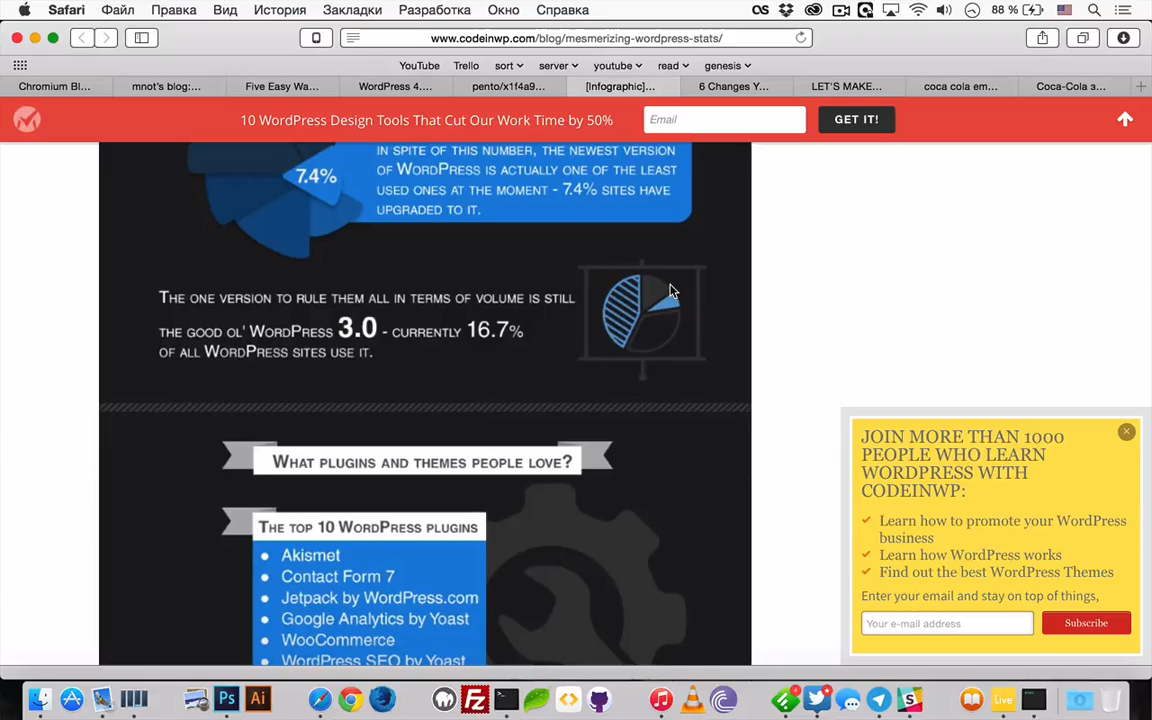 Safari Файл Правка Вид История Закладки Разработка Окно Справка
88 %
www.codeinwp.com/blog/mesmerizing-wordpress-stats/
YouTube Trello sort server youtube read genesis
Chromium Bl... mnot's blog:... Five Easy Wa... WordPress 4.... pento/x1f4a9... [Infographic]... 6 Changes Y... LET'S MAKE... coca cola em... Coca-Cola з...
10 WordPress Design Tools That Cut Our Work Time by 50% Email GET IT!
7.4%
IN SPITE OF THIS NUMBER, THE NEWEST VERSION
OF WORDPRESS IS ACTUALLY ONE OF THE LEAST
USED ONES AT THE MOMENT - 7.4% SITES HAVE
UPGRADED TO IT.
THE ONE VERSION TO RULE THEM ALL IN TERMS OF VOLUME IS STILL
THE GOOD OL' WORDPRESS 3.0 - CURRENTLY 16.7%
OF ALL WORDPRESS SITES USE IT.
WHAT PLUGINS AND THEMES PEOPLE LOVE?
THE TOP 10 WORDPRESS PLUGINS
• Akismet
• Contact Form 7
• Jetpack by WordPress.com
• Google Analytics by Yoast
• WooCommerce
• WordPress SEO by Yoast
JOIN MORE THAN 1000
PEOPLE WHO LEARN
WORDPRESS WITH
CODEINWP:
✓ Learn how to promote your WordPress
business
✓ Learn how WordPress works
✓ Find out the best WordPress Themes
Enter your email and stay on top of things,
Your e-mail address Subscribe
Ps Ai Fz Live